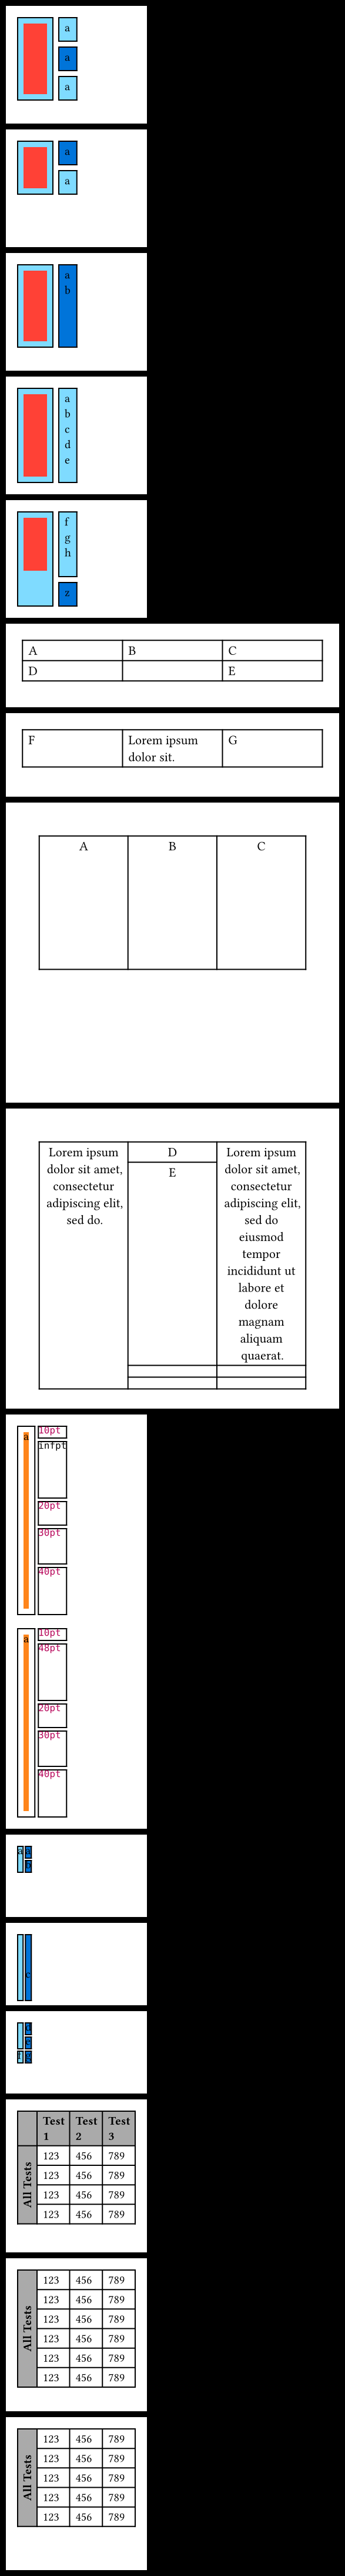 a
a
a
a
a
a
b
a
b
c
d
e
f
g
h
z
A B C
D E
F Lorem ipsum dolor sit. G
A B C
Lorem ipsum
dolor sit amet,
consectetur
adipiscing elit,
sed do.
D
E
Lorem ipsum
dolor sit amet,
consectetur
adipiscing elit,
sed do
eiusmod
tempor
incididunt ut
labore et
dolore
magnam
aliquam
quaerat.
a 10pt
infpt
20pt
30pt
40pt
a 10pt
48pt
20pt
30pt
40pt
a
c
Test 1 Test 2 Test 3
All Tests
123 456 789
123 456 789
123 456 789
123 456 789
All Tests
123 456 789
123 456 789
123 456 789
123 456 789
123 456 789
123 456 789
All Tests
123 456 789
123 456 789
123 456 789
123 456 789
123 456 789